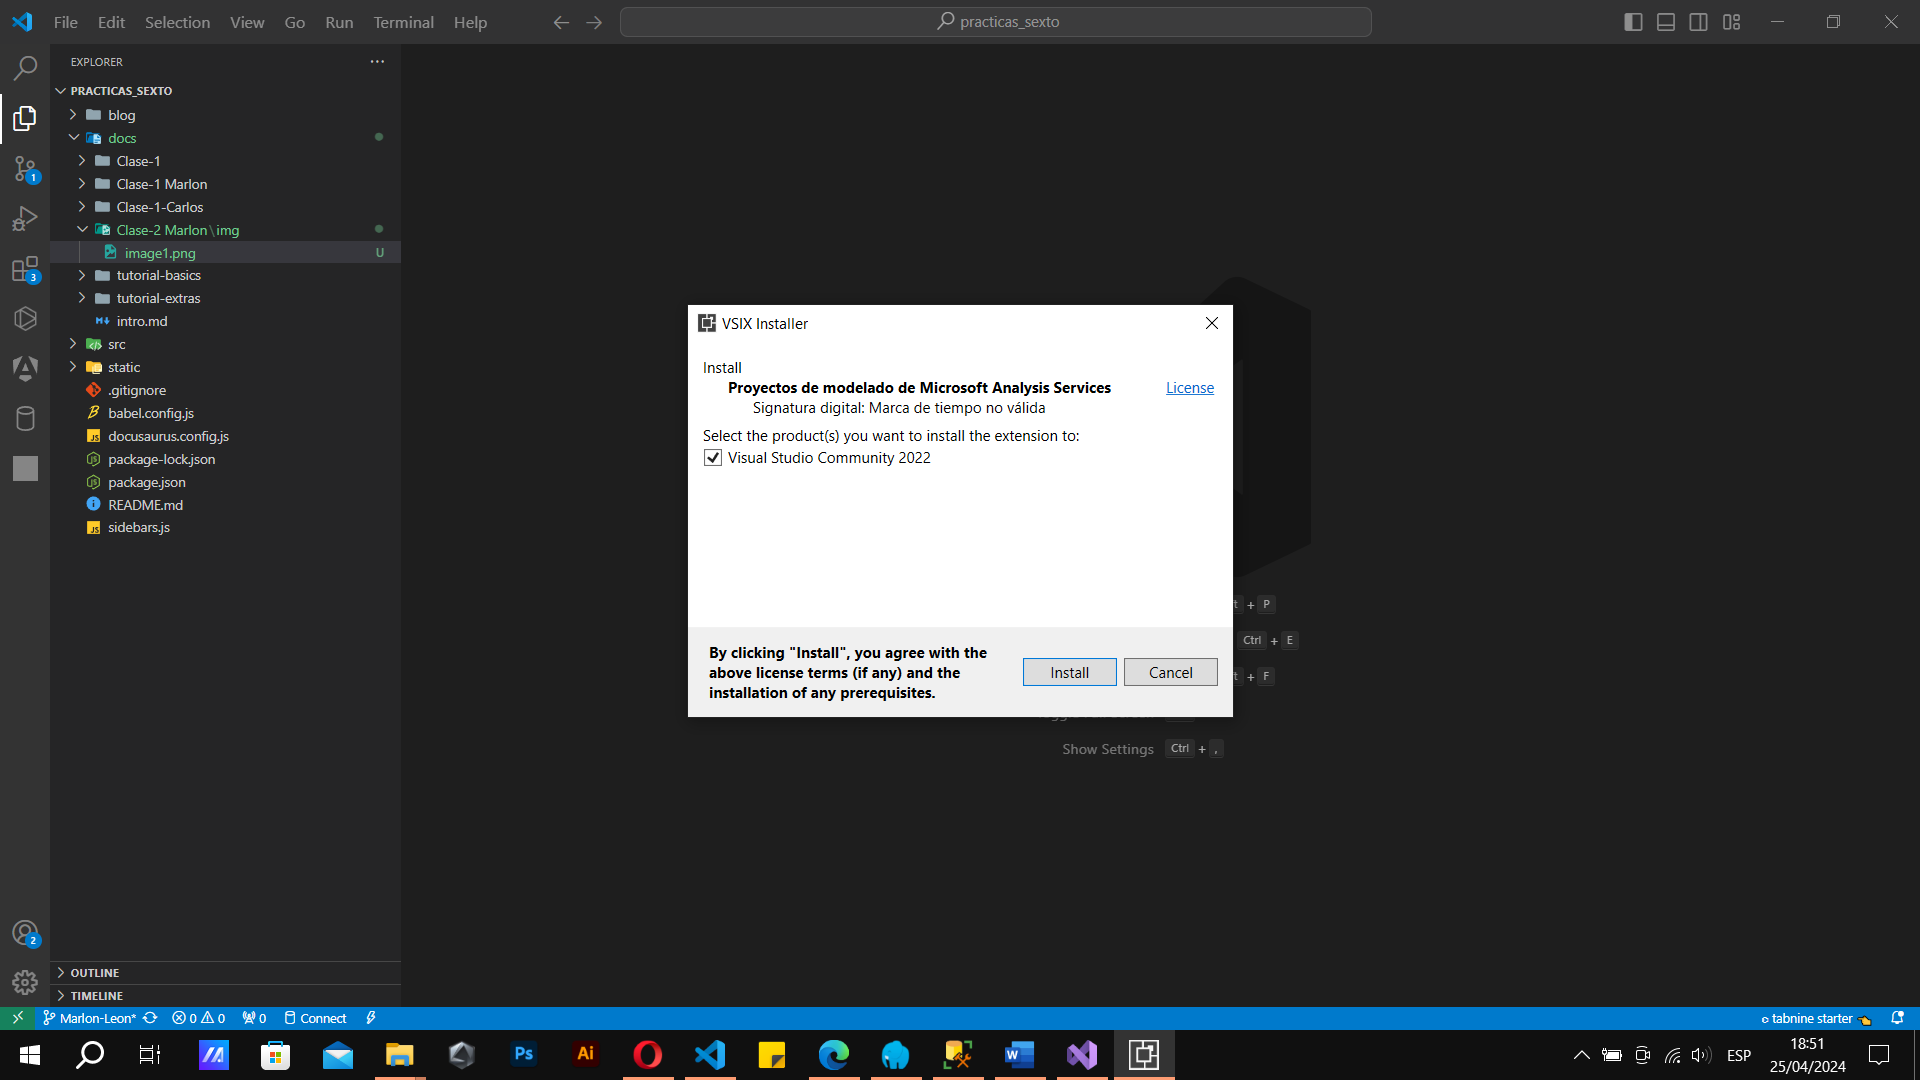 File Edit Selection View Go Run Terminal Help
practicas_sexto
EXPLORER
PRACTICAS_SEXTO
blog
docs
Clase-1
Clase-1 Marlon
Clase-1-Carlos
Clase-2 Marlon\img
image1.png U
tutorial-basics
tutorial-extras
intro.md
src
static
.gitignore
babel.config.js
docusaurus.config.js
package-lock.json
package.json
README.md
sidebars.js
OUTLINE
TIMELINE
1
3
2
VSIX Installer
Install
Proyectos de modelado de Microsoft Analysis Services
License
Signatura digital: Marca de tiempo no válida
Select the product(s) you want to install the extension to:
Visual Studio Community 2022
By clicking "Install", you agree with the
above license terms (if any) and the
installation of any prerequisites.
Install
Cancel
+ P
Ctrl + E
+ F
Show Settings Ctrl + ,
Marlon-Leon* 0 0 0 Connect
tabnine starter
Ps
Ai
ESP
18:51
25/04/2024